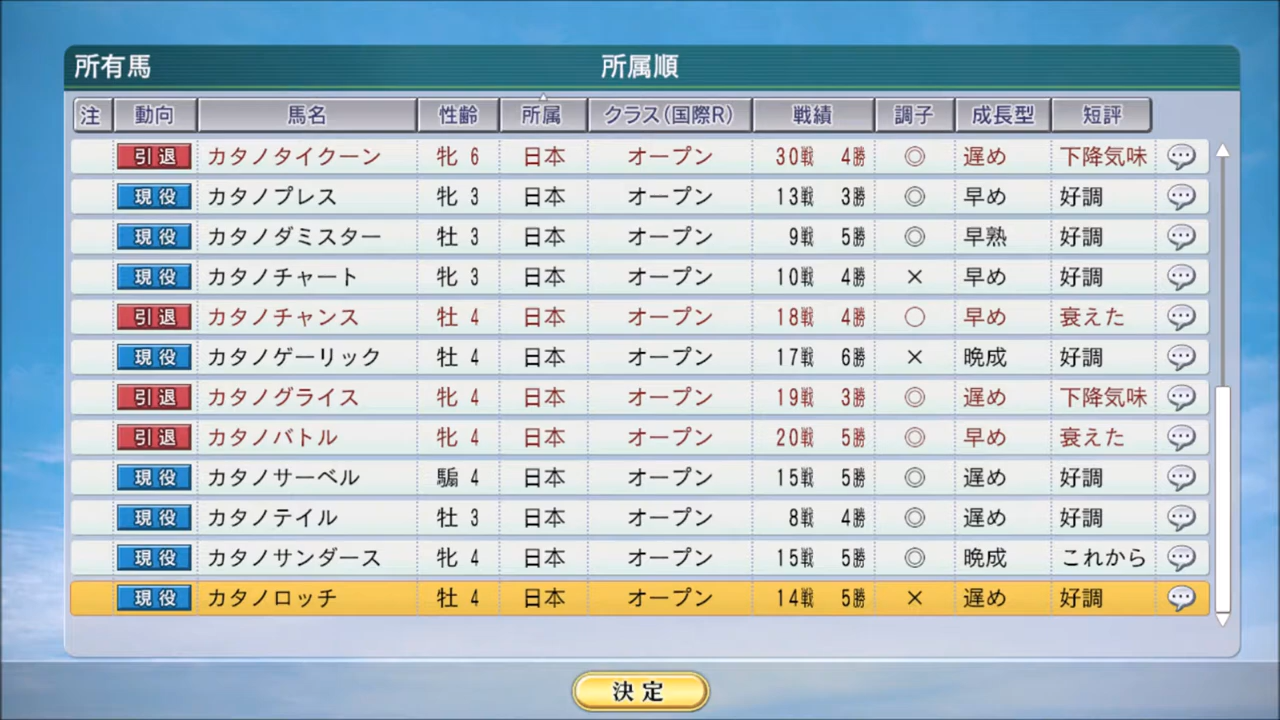 所有馬 所属順
注 動向 馬名 性齢 所属 クラス(国際R) 戦績 調子 成長型 短評
引退 カタノタイクーン 牝 6 日本 オープン 30戦 4勝 ◎ 遅め 下降気味
現役 カタノプレス 牝 3 日本 オープン 13戦 3勝 ◎ 早め 好調
現役 カタノダミスター 牡 3 日本 オープン 9戦 5勝 ◎ 早熟 好調
現役 カタノチャート 牝 3 日本 オープン 10戦 4勝 × 早め 好調
引退 カタノチャンス 牡 4 日本 オープン 18戦 4勝 ○ 早め 衰えた
現役 カタノゲーリック 牡 4 日本 オープン 17戦 6勝 × 晩成 好調
引退 カタノグライス 牝 4 日本 オープン 19戦 3勝 ◎ 遅め 下降気味
引退 カタノバトル 牝 4 日本 オープン 20戦 5勝 ◎ 早め 衰えた
現役 カタノサーベル 騸 4 日本 オープン 15戦 5勝 ◎ 遅め 好調
現役 カタノテイル 牡 3 日本 オープン 8戦 4勝 ◎ 遅め 好調
現役 カタノサンダース 牝 4 日本 オープン 15戦 5勝 ◎ 晩成 これから
現役 カタノロッチ 牡 4 日本 オープン 14戦 5勝 × 遅め 好調
決定